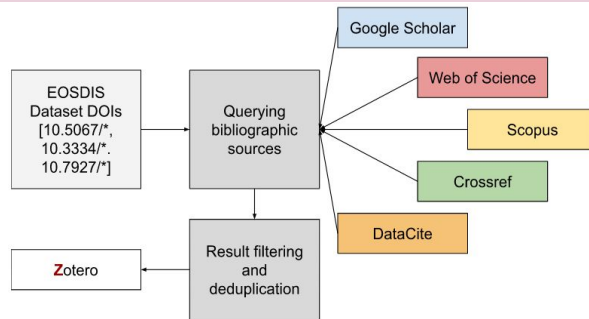 Google Scholar
EOSDIS
Dataset DOIs
[10.5067/*,
10.3334/*.
10.7927/*]
Querying
bibliographic
sources
Web of Science
Scopus
Crossref
DataCite
Result filtering
and
deduplication
Zotero